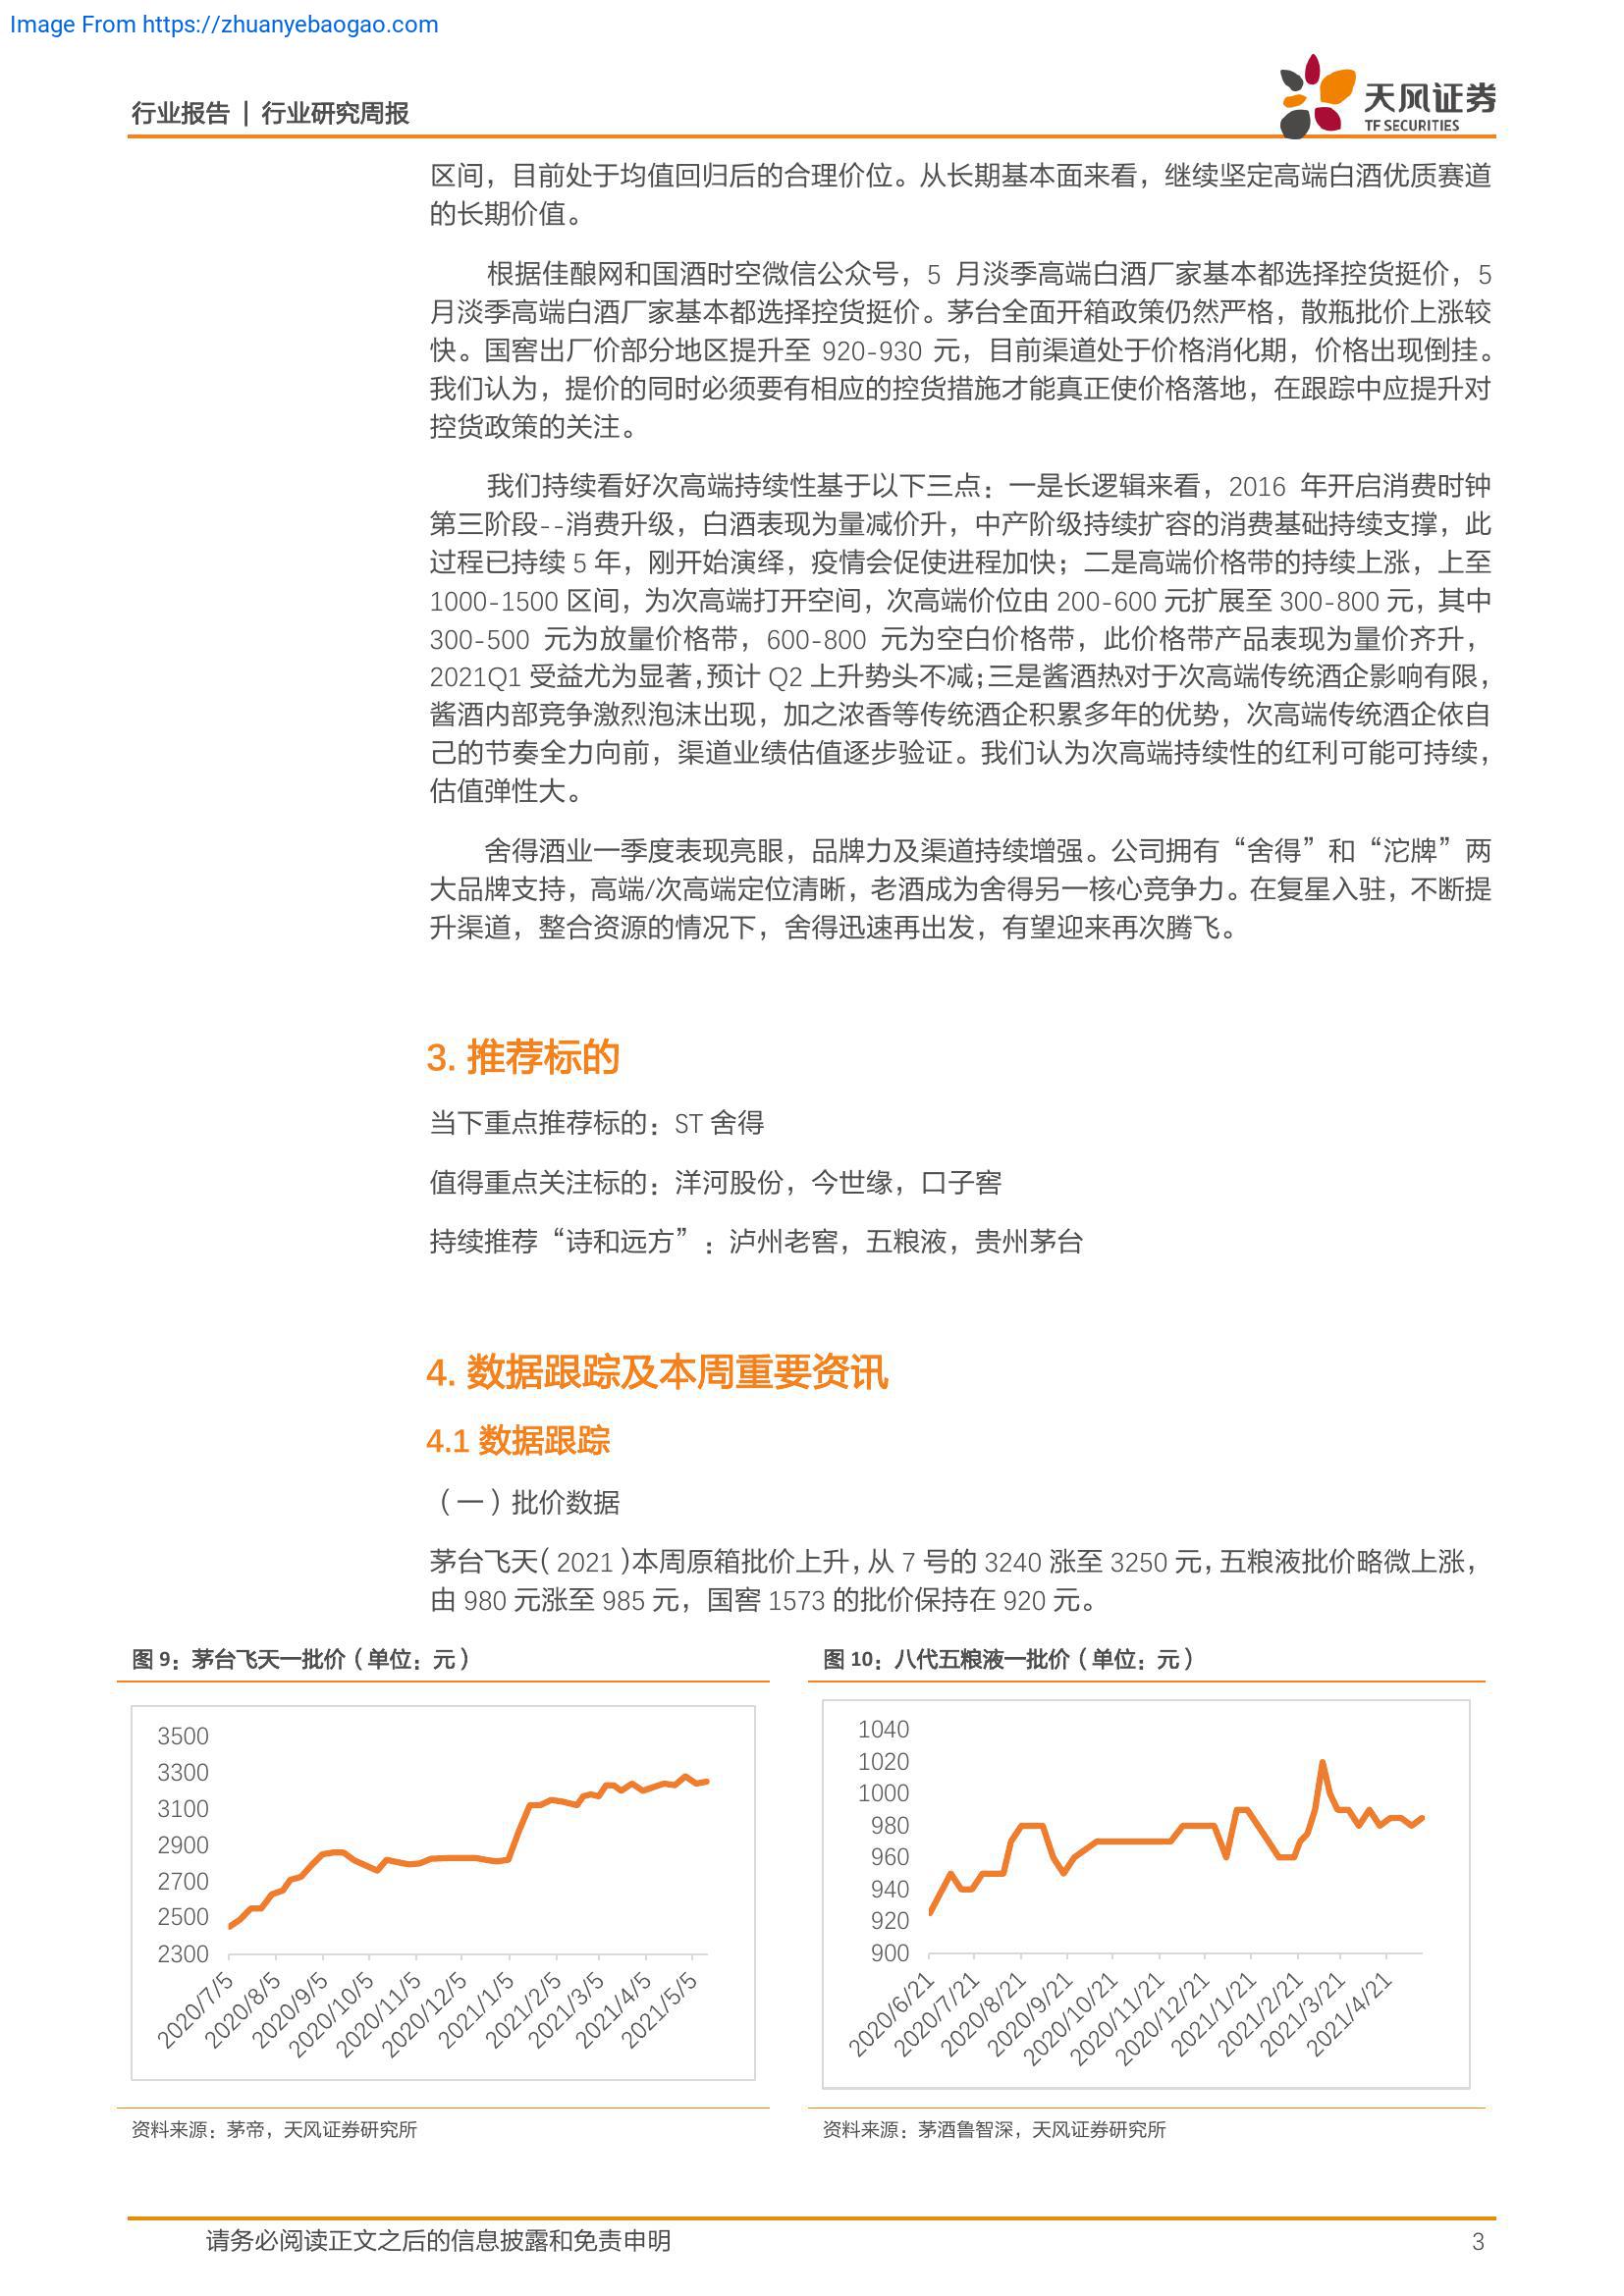 Image From https://zhuanyebaogao.com
行业报告 | 行业研究周报
天风证券
TF SECURITIES
区间，目前处于均值回归后的合理价位。从长期基本面来看，继续坚定高端白酒优质赛道
的长期价值。
根据佳酿网和国酒时空微信公众号，5 月淡季高端白酒厂家基本都选择控货挺价，5
月淡季高端白酒厂家基本都选择控货挺价。茅台全面开箱政策仍然严格，散瓶批价上涨较
快。国窖出厂价部分地区提升至 920-930 元，目前渠道处于价格消化期，价格出现倒挂。
我们认为，提价的同时必须要有相应的控货措施才能真正使价格落地，在跟踪中应提升对
控货政策的关注。
我们持续看好次高端持续性基于以下三点：一是长逻辑来看，2016 年开启消费时钟
第三阶段--消费升级，白酒表现为量减价升，中产阶级持续扩容的消费基础持续支撑，此
过程已持续 5 年，刚开始演绎，疫情会促使进程加快；二是高端价格带的持续上涨，上至
1000-1500 区间，为次高端打开空间，次高端价位由 200-600 元扩展至 300-800 元，其中
300-500 元为放量价格带，600-800 元为空白价格带，此价格带产品表现为量价齐升，
2021Q1 受益尤为显著，预计 Q2 上升势头不减；三是酱酒热对于次高端传统酒企影响有限，
酱酒内部竞争激烈泡沫出现，加之浓香等传统酒企积累多年的优势，次高端传统酒企依自
己的节奏全力向前，渠道业绩估值逐步验证。我们认为次高端持续性的红利可能可持续，
估值弹性大。
舍得酒业一季度表现亮眼，品牌力及渠道持续增强。公司拥有“舍得”和“沱牌”两
大品牌支持，高端/次高端定位清晰，老酒成为舍得另一核心竞争力。在复星入驻，不断提
升渠道，整合资源的情况下，舍得迅速再出发，有望迎来再次腾飞。
3. 推荐标的
当下重点推荐标的：ST 舍得
值得重点关注标的：洋河股份，今世缘，口子窖
持续推荐“诗和远方”：泸州老窖，五粮液，贵州茅台
4. 数据跟踪及本周重要资讯
4.1 数据跟踪
（一）批价数据
茅台飞天（2021）本周原箱批价上升，从 7 号的 3240 涨至 3250 元，五粮液批价略微上涨，
由 980 元涨至 985 元，国窖 1573 的批价保持在 920 元。
图 9：茅台飞天一批价（单位：元）
3500
3300
3100
2900
2700
2500
2300
2020/7/5
2020/8/5
2020/9/5
2020/10/5
2020/11/5
2020/12/5
2021/1/5
2021/2/5
2021/3/5
2021/4/5
2021/5/5
资料来源：茅帝，天风证券研究所
图 10：八代五粮液一批价（单位：元）
1040
1020
1000
980
960
940
920
900
2020/6/21
2020/7/21
2020/8/21
2020/9/21
2020/10/21
2020/11/21
2020/12/21
2021/1/21
2021/2/21
2021/3/21
2021/4/21
资料来源：茅酒鲁智深，天风证券研究所
请务必阅读正文之后的信息披露和免责申明
3